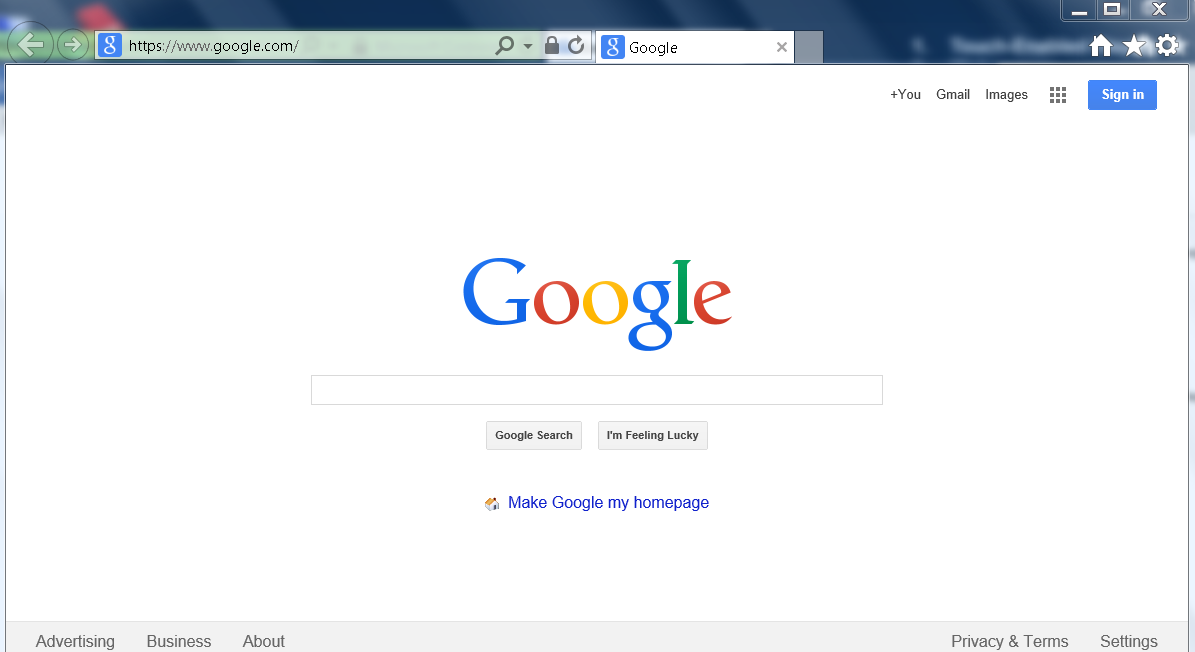 https://www.google.com/
Google
+You Gmail Images Sign in
Google
Google Search I'm Feeling Lucky
Make Google my homepage
Advertising Business About Privacy & Terms Settings